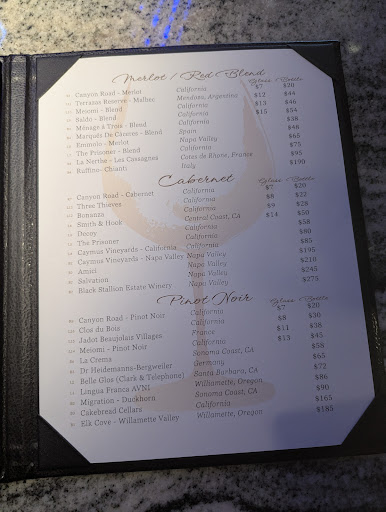 Merlot / Red Blend Glass / Bottle
Canyon Road - Merlot California $7 $20
Terrazas Reserve - Malbec Mendoza, Argentina $12 $44
Meiomi - Blend California $13 $46
Saldo - Blend California $15 $54
Ménage à Trois - Blend California $38
Marqués De Caceres - Blend Spain $48
Emmolo - Merlot Napa Valley $65
The Prisoner - Blend California $75
La Nerthe - Les Cassagnes Cotes de Rhone, France $95
Ruffino - Chianti Italy $190
Cabernet Glass / Bottle
Canyon Road - Cabernet California $7 $20
Three Thieves California $8 $22
Bonanza California $9 $28
Smith & Hook Central Coast, CA $14 $50
Decoy California $58
The Prisoner California $80
Caymus Vineyards - California California $85
Caymus Vineyards - Napa Valley Napa Valley $195
Amici Napa Valley $210
Salvation Napa Valley $245
Black Stallion Estate Winery Napa Valley $275
Pinot Noir Glass / Bottle
Canyon Road - Pinot Noir California $7 $20
Clos du Bois California $8 $30
Jadot Beaujolair Villages France $11 $38
Meiomi - Pinot Noir California $13 $45
La Crema Sonoma Coast, CA $58
Dr Heidemanns-Bergweiler Germany $65
Belle Glos (Clark & Telephone) Santa Barbara, CA $72
Lingua Franca AVNI Willamette, Oregon $86
Migration - Duckhorn Sonoma Coast, CA $90
Cakebread Cellars California $165
Elk Cove - Willamette Valley Willamette, Oregon $185